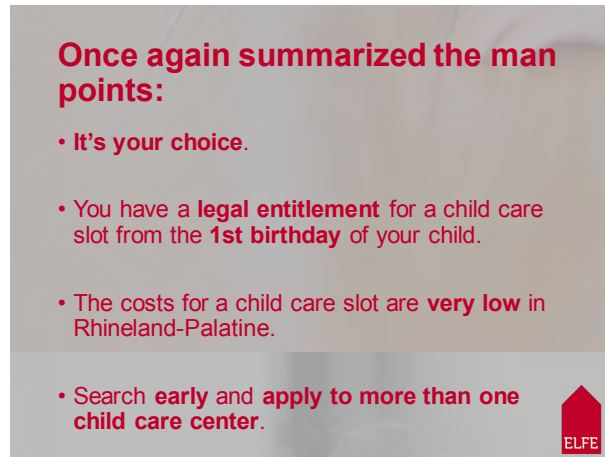 Once again summarized the man
points:
• It's your choice.
• You have a legal entitlement for a child care
slot from the 1st birthday of your child.
• The costs for a child care slot are very low in
Rhineland-Palatine.
• Search early and apply to more than one
child care center.
ELFE